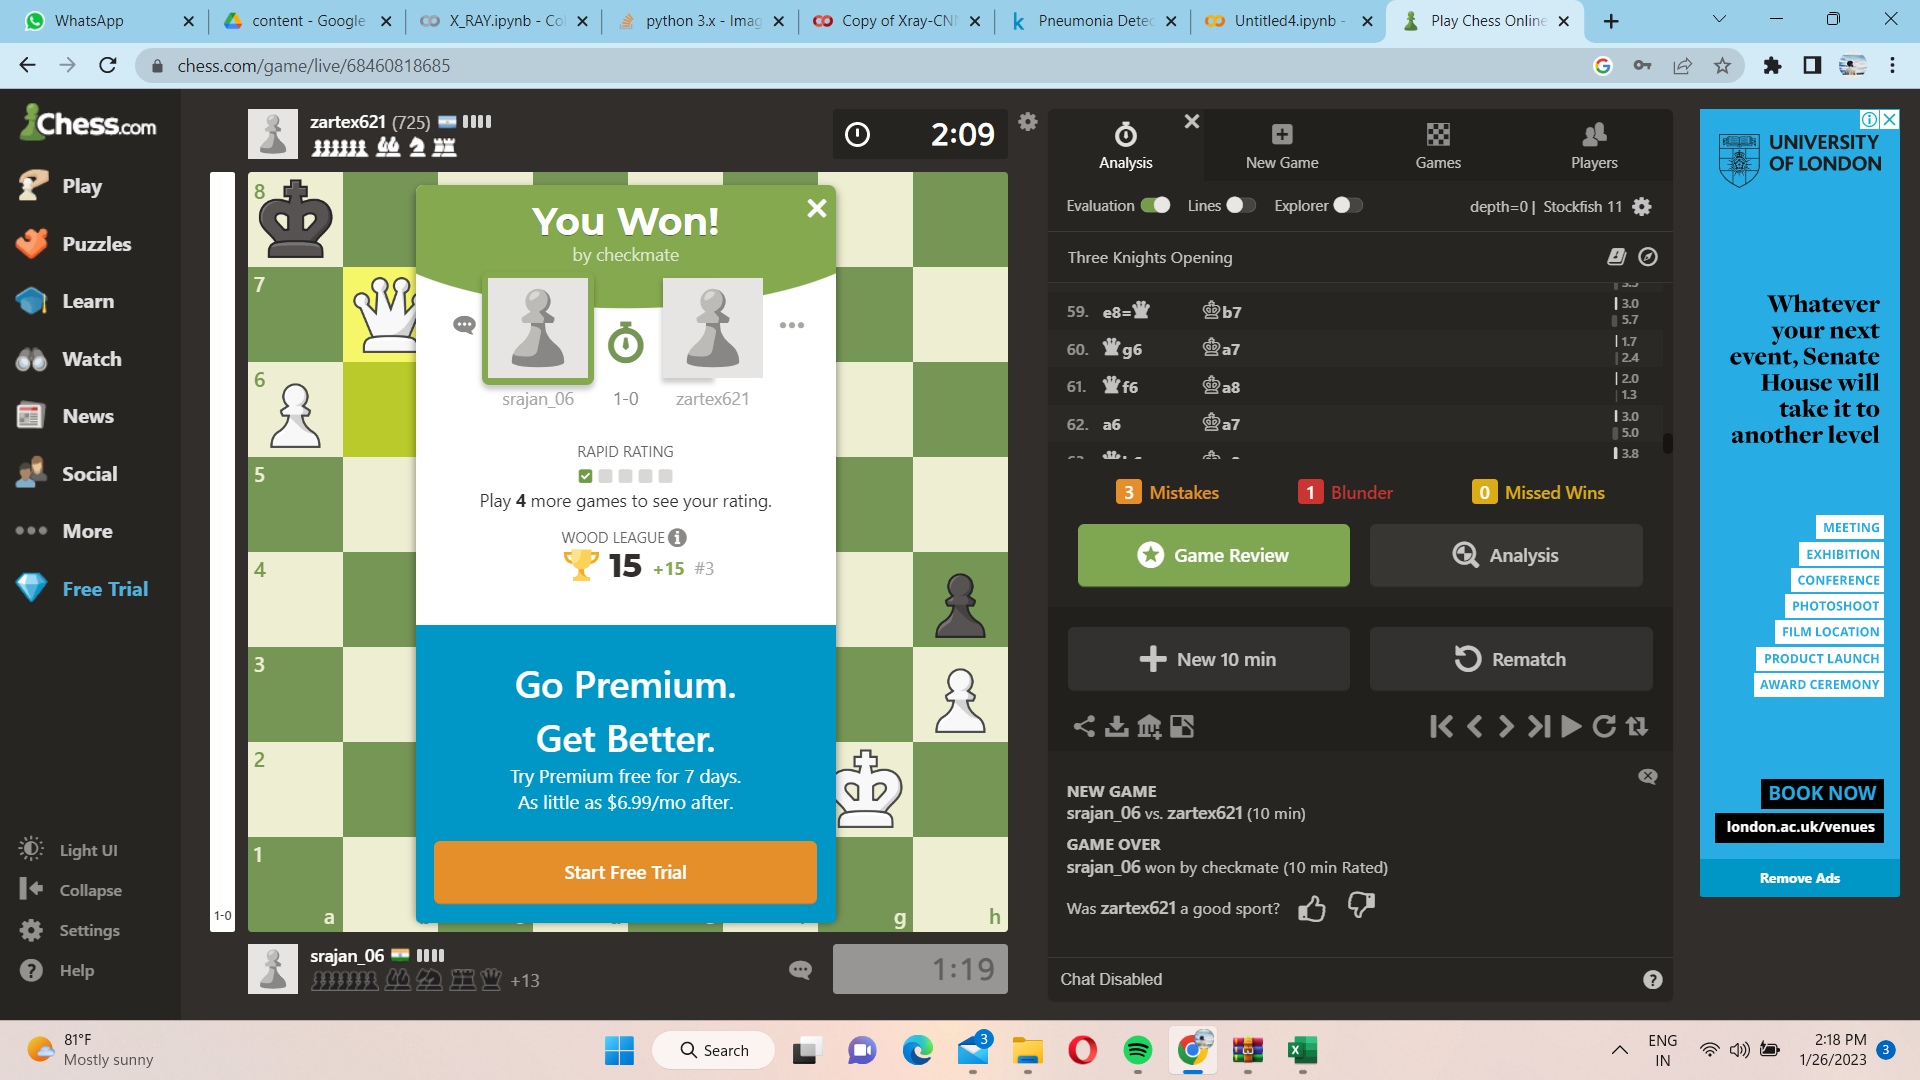 WhatsApp
content - Google
X_RAY.ipynb - Co
python 3.x - Imag
Copy of Xray-CNN
Pneumonia Detec
Untitled4.ipynb -
Play Chess Online
chess.com/game/live/68460818685
Chess.com
Play
Puzzles
Learn
Watch
News
Social
More
Free Trial
Light UI
Collapse
Settings
Help
zartex621 (725)
2:09
8
7
6
5
4
3
2
1
a
g
h
1-0
You Won!
by checkmate
srajan_06
1-0
zartex621
RAPID RATING
Play 4 more games to see your rating.
WOOD LEAGUE
15 +15 #3
Go Premium.
Get Better.
Try Premium free for 7 days.
As little as $6.99/mo after.
Start Free Trial
srajan_06
+13
1:19
Analysis
New Game
Games
Players
Evaluation
Lines
Explorer
depth=0 | Stockfish 11
Three Knights Opening
59. e8=♛ ♔b7 3.0
5.7
60. ♛g6 ♔a7 1.7
2.4
61. ♛f6 ♔a8 2.0
1.3
62. a6 ♔a7 3.0
5.0
3.8
3 Mistakes
1 Blunder
0 Missed Wins
Game Review
Analysis
New 10 min
Rematch
NEW GAME
srajan_06 vs. zartex621 (10 min)
GAME OVER
srajan_06 won by checkmate (10 min Rated)
Was zartex621 a good sport?
Chat Disabled
UNIVERSITY
OF LONDON
Whatever
your next
event, Senate
House will
take it to
another level
MEETING
EXHIBITION
CONFERENCE
PHOTOSHOOT
FILM LOCATION
PRODUCT LAUNCH
AWARD CEREMONY
BOOK NOW
london.ac.uk/venues
Remove Ads
81°F
Mostly sunny
Search
3
ENG
IN
2:18 PM
1/26/2023
3